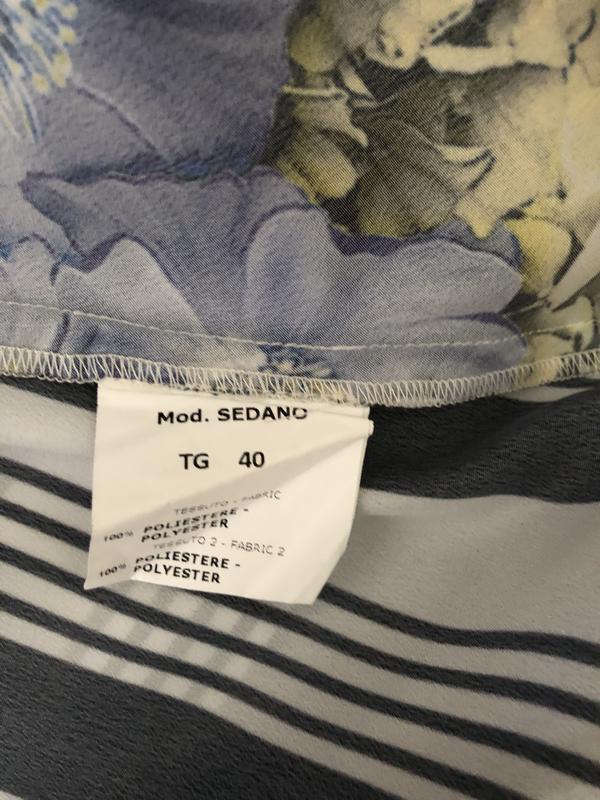 Mod. SEDANO
TG 40
TESSUTO - FABRIC
100% POLIESTERE -
POLYESTER
TESSUTO 2 - FABRIC 2
100% POLIESTERE -
POLYESTER